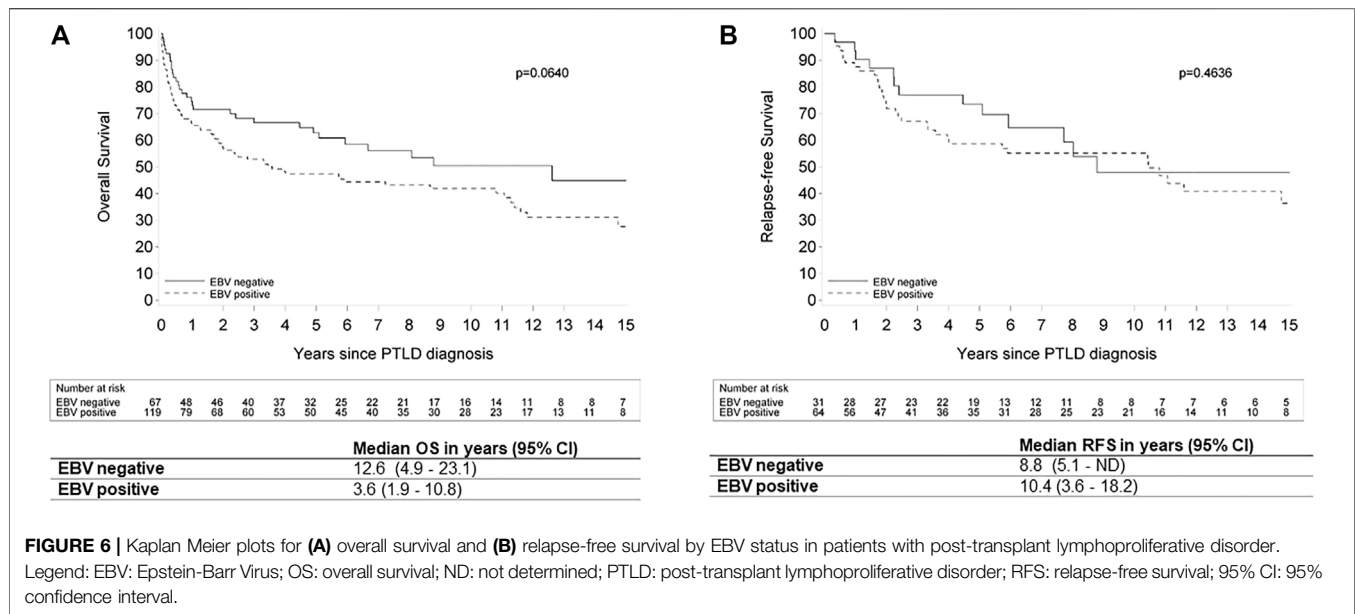 A
100
90
80
70
60
50
40
30
20
10
0
Overall Survival
p=0.0640
EBV negative
EBV positive
0 1 2 3 4 5 6 7 8 9 10 11 12 13 14 15
Years since PTLD diagnosis
Number at risk
EBV negative 67 48 46 40 37 32 25 22 21 17 16 14 11 8 8 7
EBV positive 119 79 68 60 53 50 45 40 35 30 28 23 17 13 11 8
Median OS in years (95% CI)
EBV negative 12.6 (4.9 - 23.1)
EBV positive 3.6 (1.9 - 10.8)
B
100
90
80
70
60
50
40
30
20
10
0
Relapse-free Survival
p=0.4636
EBV negative
EBV positive
0 1 2 3 4 5 6 7 8 9 10 11 12 13 14 15
Years since PTLD diagnosis
Number at risk
EBV negative 31 28 27 23 22 19 13 12 11 8 8 7 7 6 6 5
EBV positive 64 56 47 41 36 35 31 28 25 23 21 16 14 11 10 8
Median RFS in years (95% CI)
EBV negative 8.8 (5.1 - ND)
EBV positive 10.4 (3.6 - 18.2)
FIGURE 6 | Kaplan Meier plots for (A) overall survival and (B) relapse-free survival by EBV status in patients with post-transplant lymphoproliferative disorder.
Legend: EBV: Epstein-Barr Virus; OS: overall survival; ND: not determined; PTLD: post-transplant lymphoproliferative disorder; RFS: relapse-free survival; 95% CI: 95%
confidence interval.